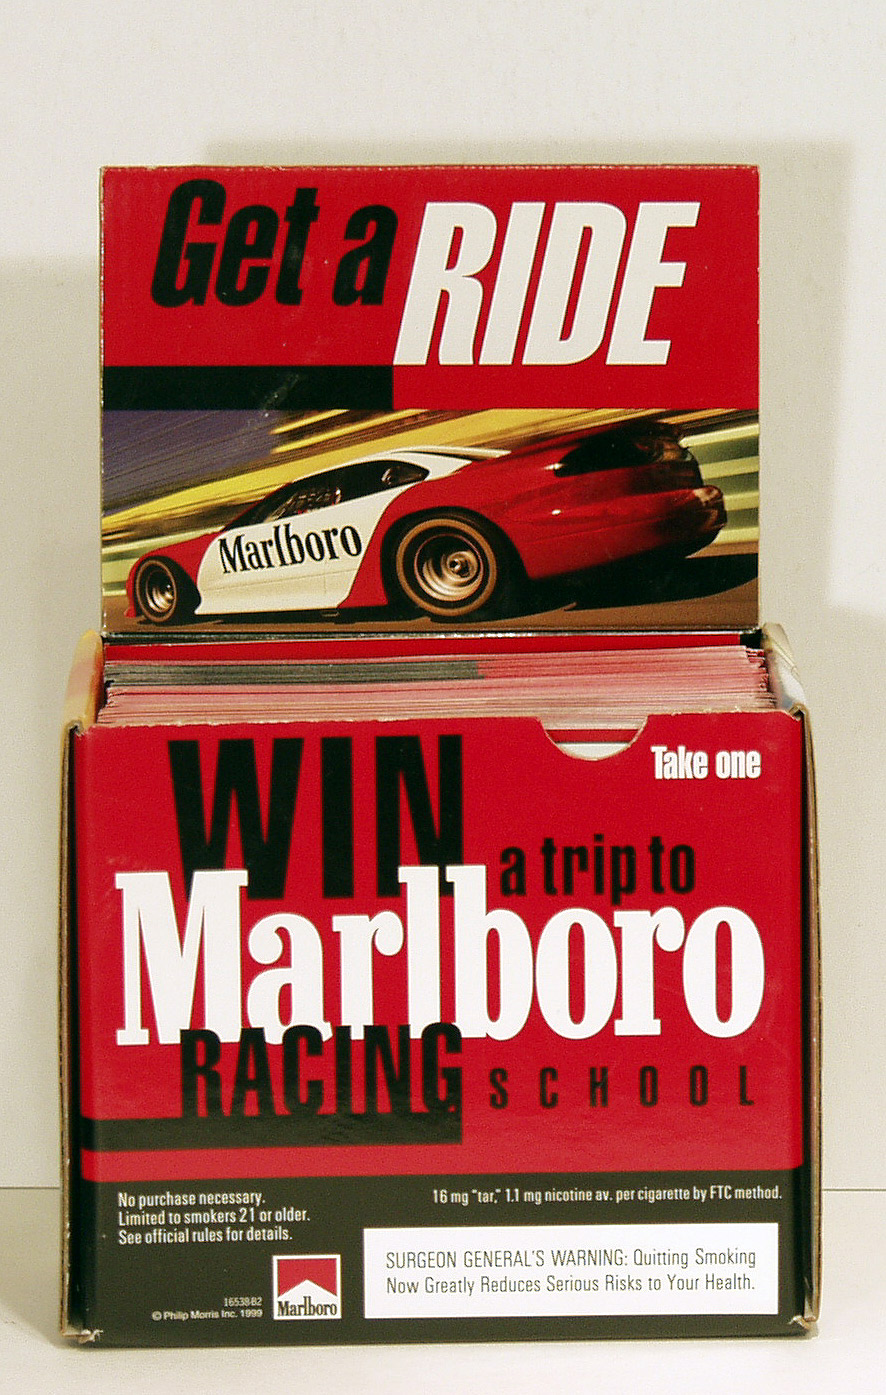 Get a RIDE
Marlboro
Take one
WIN a trip to
Marlboro
RACING SCHOOL
No purchase necessary.
Limited to smokers 21 or older.
See official rules for details.
16 mg "tar," 1.1 mg nicotine av. per cigarette by FTC method.
SURGEON GENERAL'S WARNING: Quitting Smoking
Now Greatly Reduces Serious Risks to Your Health.
16538-B2
© Philip Morris Inc. 1999
Marlboro